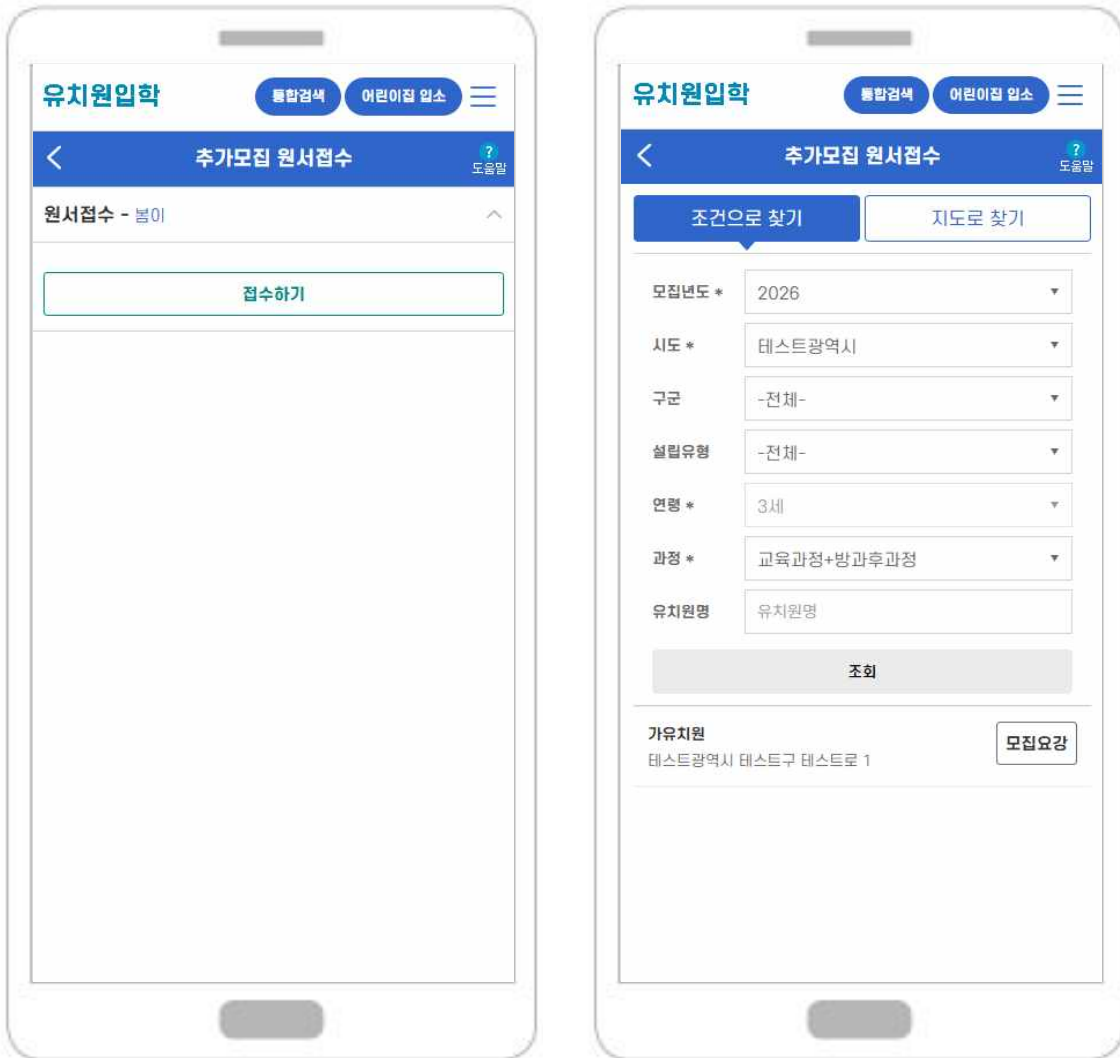 유치원입학
통합검색
어린이집 입소
추가모집 원서접수
?
도움말
원서접수 - 봄이
접수하기
유치원입학
통합검색
어린이집 입소
추가모집 원서접수
?
도움말
조건으로 찾기
지도로 찾기
모집년도 * 2026
시도 * 테스트광역시
구군 -전체-
설립유형 -전체-
연령 * 3세
과정 * 교육과정+방과후과정
유치원명 유치원명
조회
가유치원
테스트광역시 테스트구 테스트로 1
모집요강